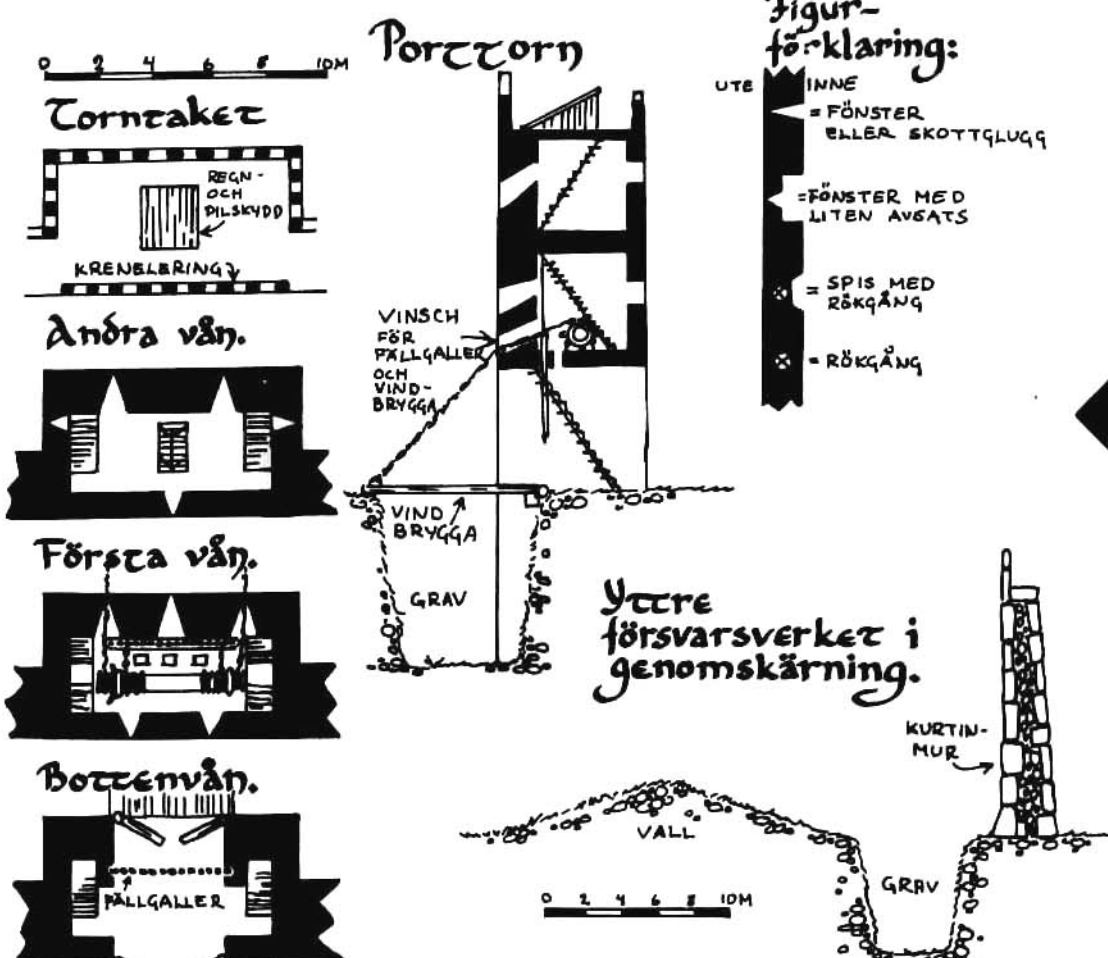 0 2 4 6 8 10M
Torntaket
REGN-
OCH
PILSKYDD
KRENELERING
Andra vån.
Första vån.
Bottenvån.
FÄLLGALLER
Porttorn
VINSCH
FÖR
FÄLLGALLER
OCH
VIND-
BRYGGA
VIND
BRYGGA
GRAV
Figur-
förklaring:
UTE INNE
= FÖNSTER
ELLER SKOTTGLUGG
=FÖNSTER MED
LITEN AVSATS
= SPIS MED
RÖKGÅNG
= RÖKGÅNG
Yttre
försvarsverket i
genomskärning.
KURTIN-
MUR
VALL
GRAV
0 2 4 6 8 10M